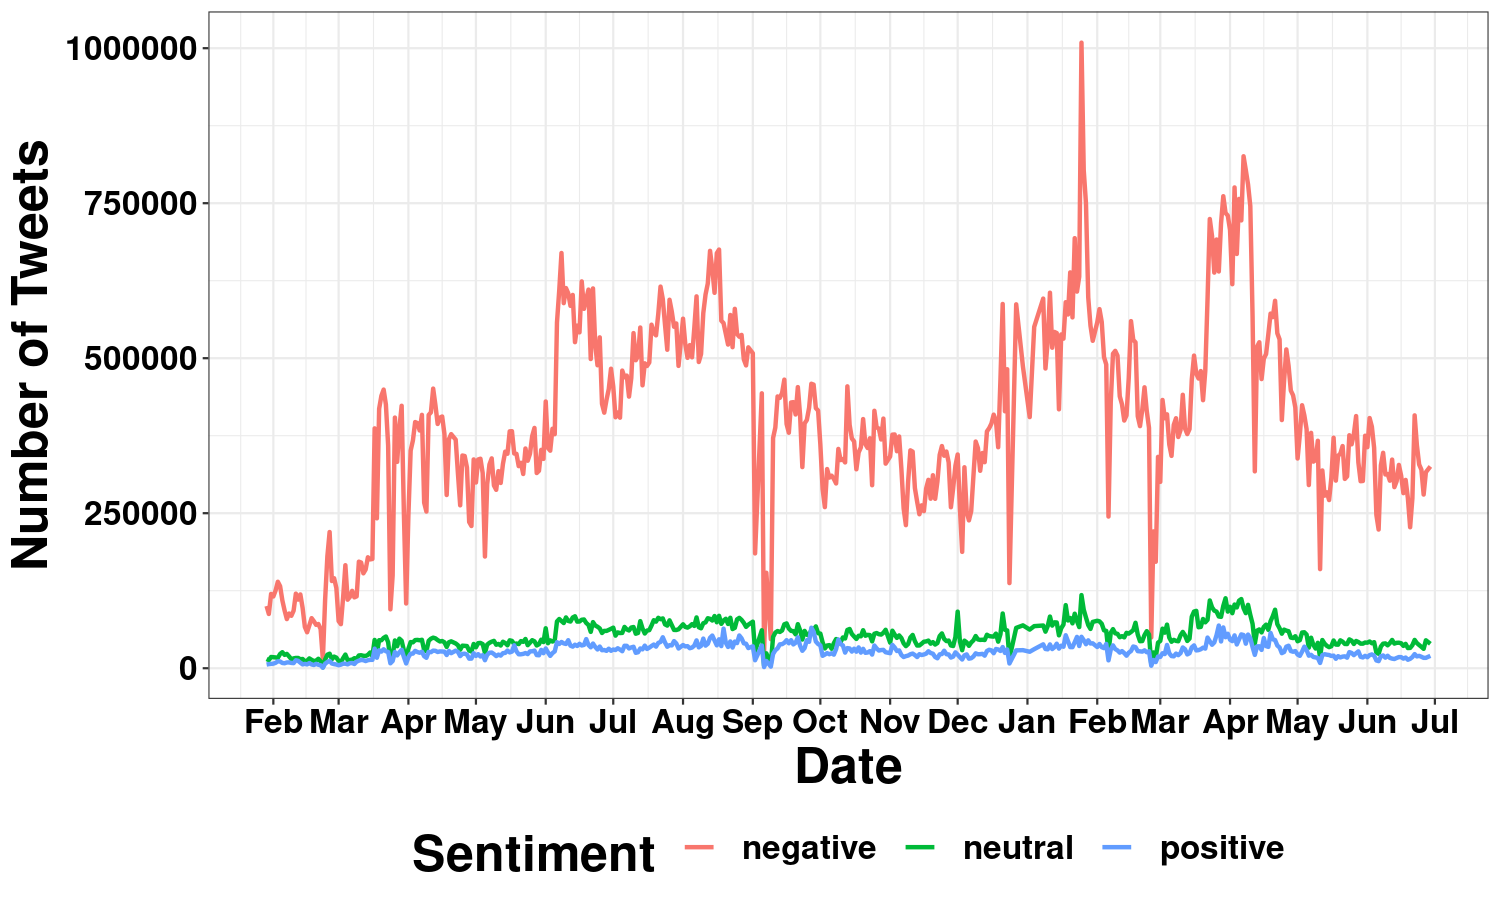 Number of Tweets
1000000
750000
500000
250000
0
Feb Mar Apr May Jun Jul Aug Sep Oct Nov Dec Jan Feb Mar Apr May Jun Jul
Date
Sentiment negative neutral positive